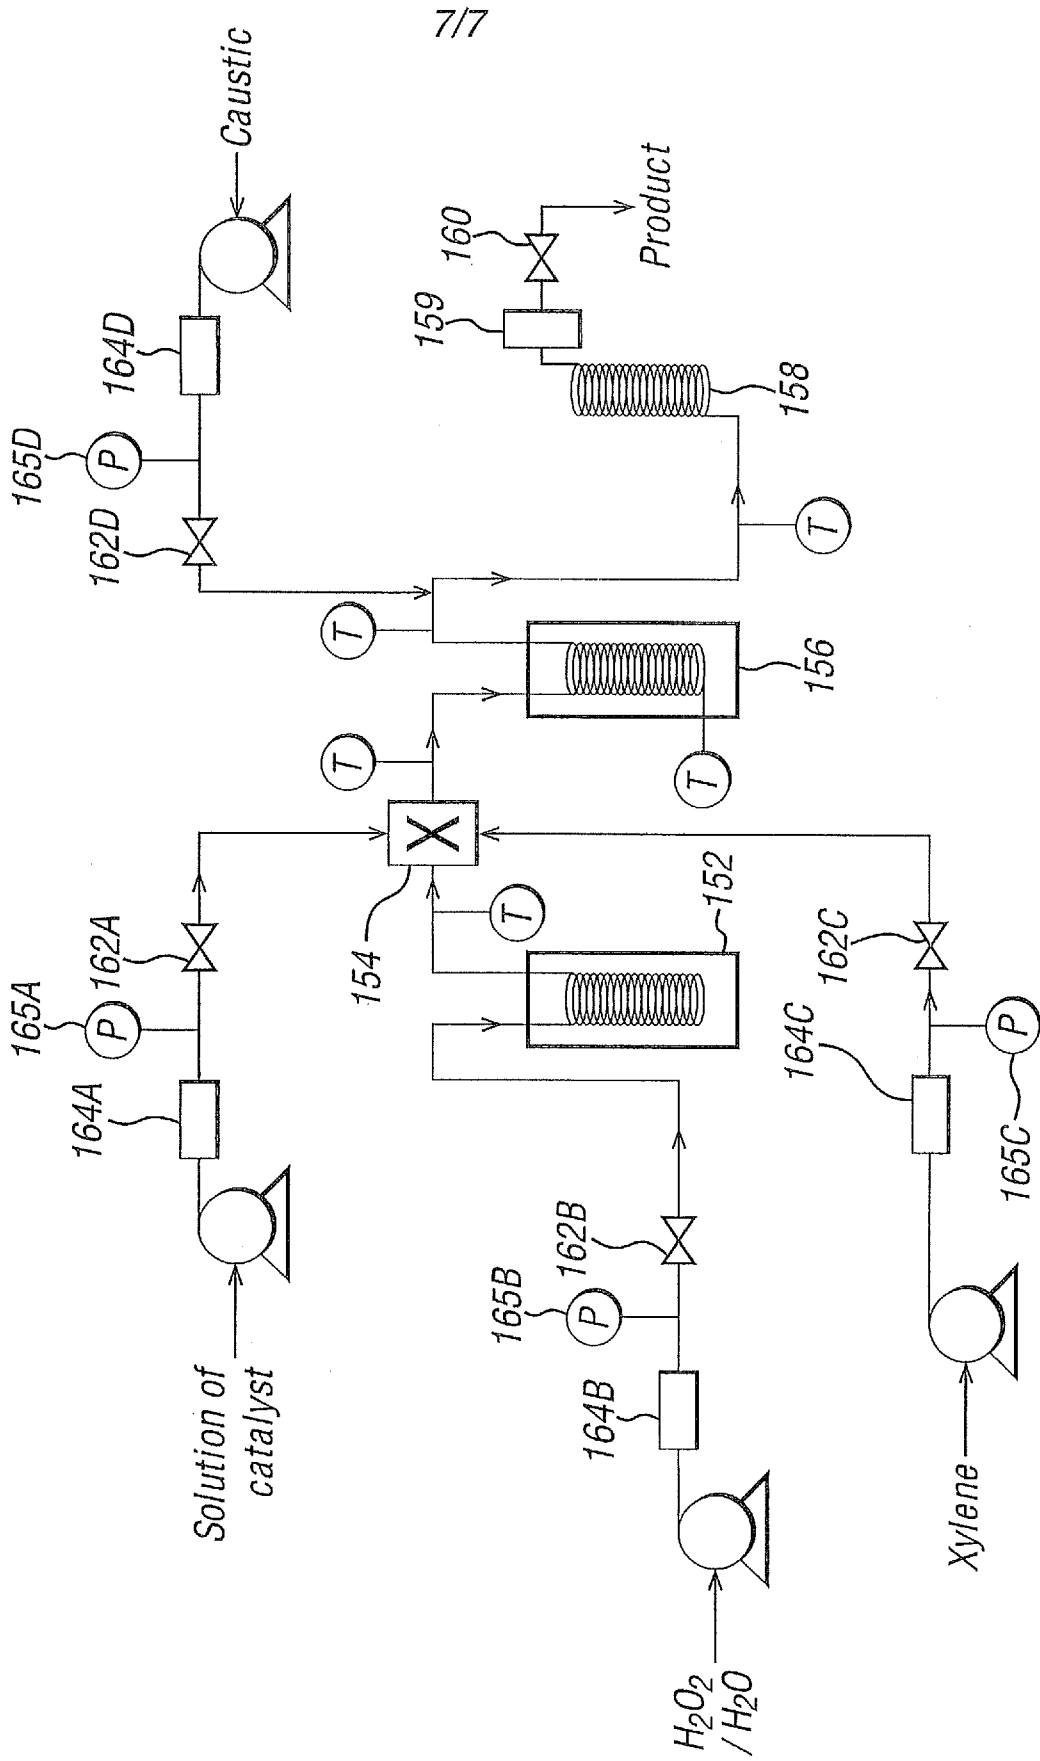 7/7
Solution of
catalyst
164A
165A
P
162A
H₂O₂
/ H₂O
164B
165B
P
162B
Xylene
164C
165C
P
162C
152
T
154
X
T
T
156
T
Caustic
164D
165D
P
162D
T
158
159
160
Product